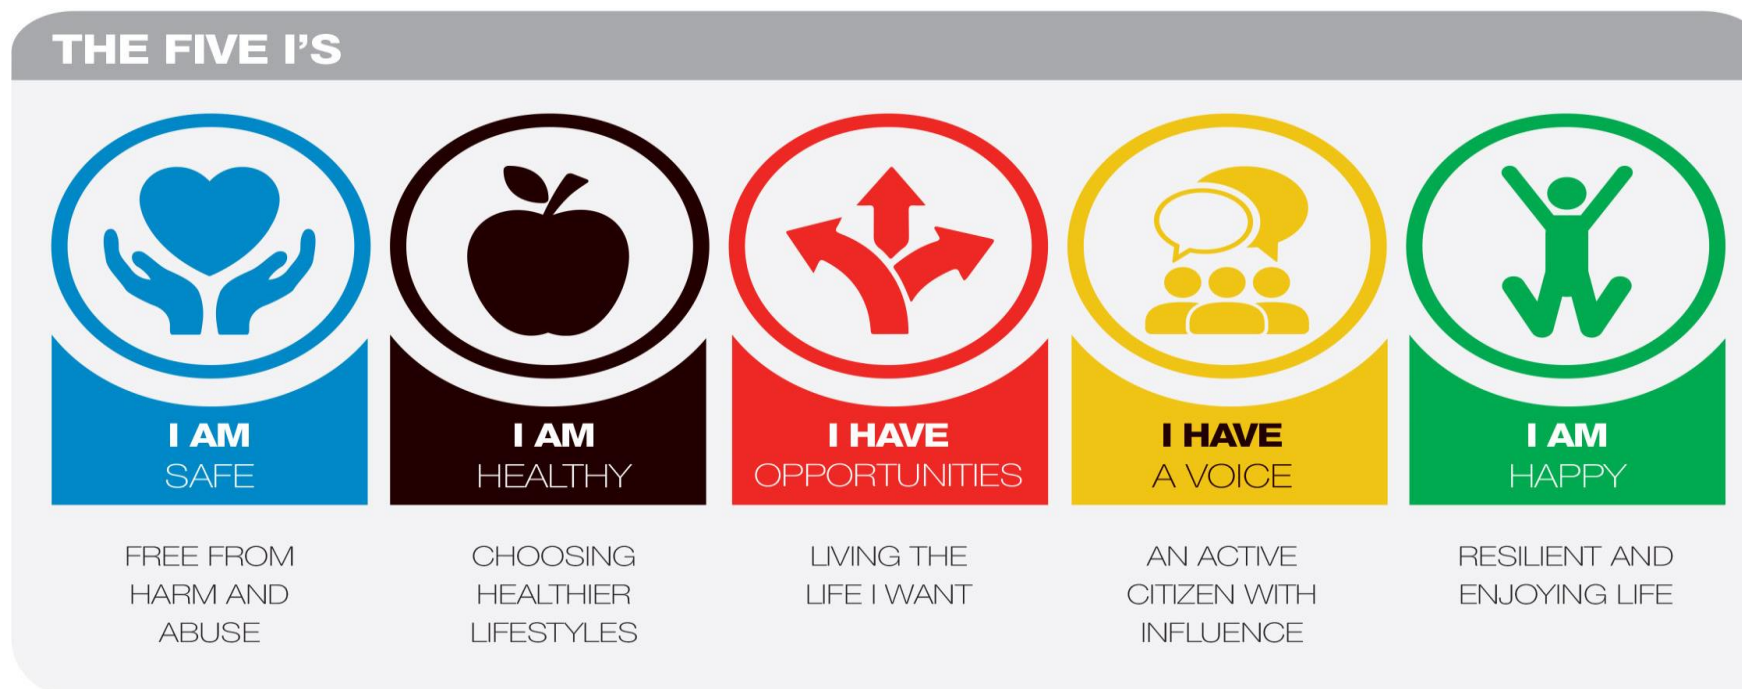 THE FIVE I'S
I AM
SAFE
FREE FROM
HARM AND
ABUSE
I AM
HEALTHY
CHOOSING
HEALTHIER
LIFESTYLES
I HAVE
OPPORTUNITIES
LIVING THE
LIFE I WANT
I HAVE
A VOICE
AN ACTIVE
CITIZEN WITH
INFLUENCE
I AM
HAPPY
RESILIENT AND
ENJOYING LIFE